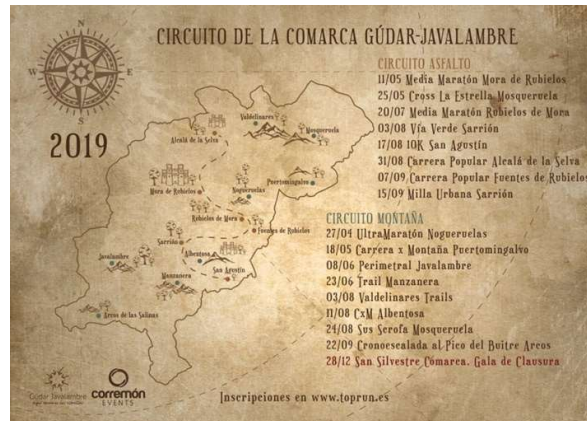 CIRCUITO DE LA COMARCA GÚDAR-JAVALAMBRE
N
W
E
S
2019
CIRCUITO ASFALTO
11/05 Media Maratón Mora de Rubielos
25/05 Cross La Estrella Mosqueruela
20/07 Media Maratón Rubielos de Mora
03/08 Vía Verde Sarrión
17/08 10K San Agustín
31/08 Carrera Popular Alcalá de la Selva
07/09 Carrera Popular Fuentes de Rubielos
15/09 Milla Urbana Sarrión
CIRCUITO MONTAÑA
27/04 UltraMaratón Nogueruelas
18/05 Carrera x Montaña Puertomingalvo
08/06 Perimetral Javalambre
23/06 Trail Manzanera
03/08 Valdelinares Trails
11/08 CxM Albentosa
24/08 Sus Scrofa Mosqueruela
22/09 Cronoescalada al Pico del Buitre Arcos
28/12 San Silvestre Comarca. Gala de Clausura
Valdelinares
Mosqueruela
Alcalá de la Selva
Mora de Rubielos
Puertomingalvo
Nogueruelas
Rubielos de Mora
Fuentes de Rubielos
Sarrión
Albentosa
San Agustín
Javalambre
Manzanera
Arcos de las Salinas
Gúdar Javalambre
corremón
EVENTS
Inscripciones en www.toprun.es